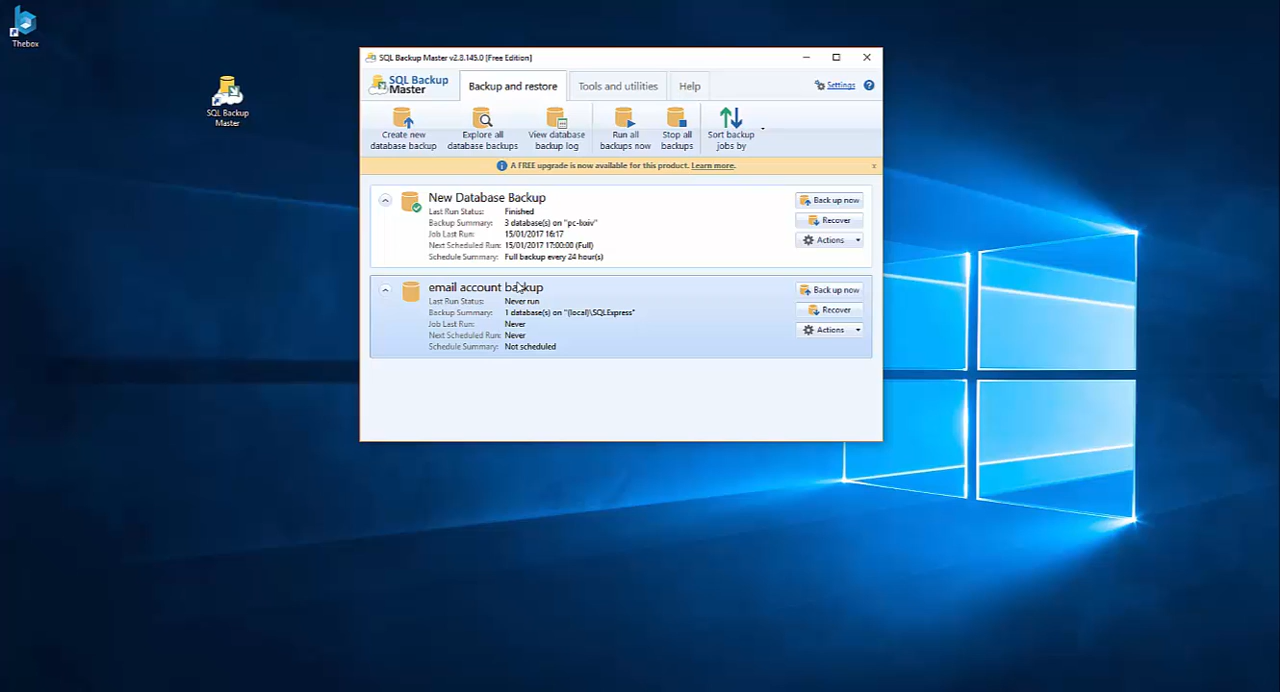 Thebox
SQL Backup
Master
SQL Backup Master v2.8.145.0 [Free Edition]
SQL Backup
Master
Backup and restore
Tools and utilities
Help
Settings
Create new
database backup
Explore all
database backups
View database
backup log
Run all
backups now
Stop all
backups
Sort backup
jobs by
A FREE upgrade is now available for this product. Learn more.
x
New Database Backup
Last Run Status: Finished
Backup Summary: 3 database(s) on "pc-kxiv"
Job Last Run: 15/01/2017 16:17
Next Scheduled Run: 15/01/2017 17:00:00 (Full)
Schedule Summary: Full backup every 24 hour(s)
Back up now
Recover
Actions
email account backup
Last Run Status: Never run
Backup Summary: 1 database(s) on "(local)\SQLExpress"
Job Last Run: Never
Next Scheduled Run: Never
Schedule Summary: Not scheduled
Back up now
Recover
Actions